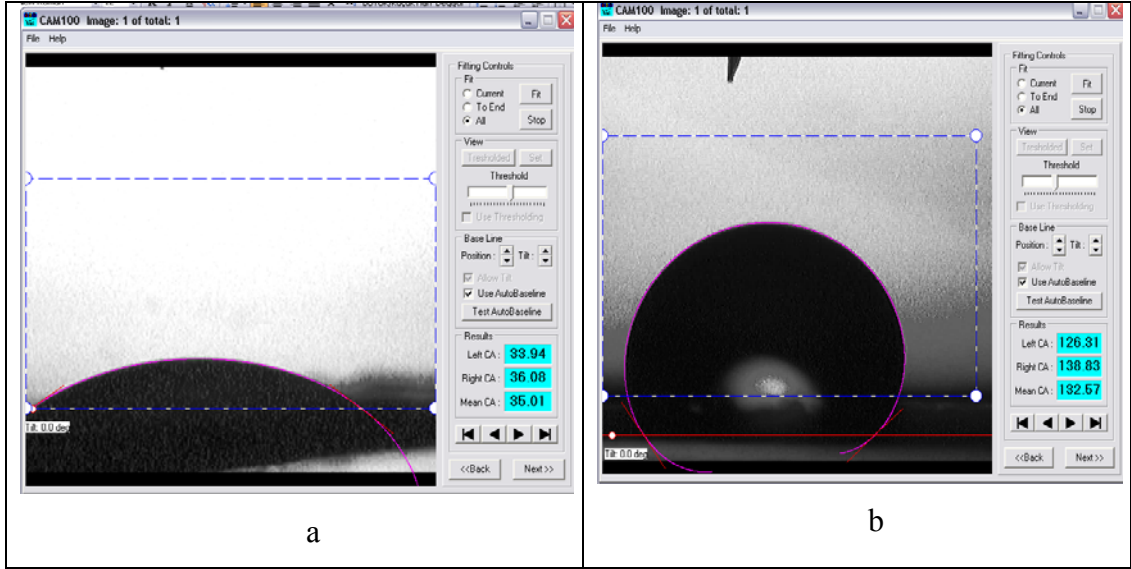 CAM100 Image: 1 of total: 1
File Help
Fitting Controls
Fit
Current
To End
All
Fit
Stop
View
Tresholded Set
Threshold
Use Thresholding
Base Line
Position : Tilt :
Allow Tilt
Use AutoBaseline
Test AutoBaseline
Results
Left CA : 33.94
Right CA : 36.08
Mean CA : 35.01
<<Back Next >>
Tilt: 0.0 deg
a
CAM100 Image: 1 of total: 1
File Help
Fitting Controls
Fit
Current
To End
All
Fit
Stop
View
Tresholded Set
Threshold
Use Thresholding
Base Line
Position : Tilt :
Allow Tilt
Use AutoBaseline
Test AutoBaseline
Results
Left CA : 126.31
Right CA : 138.83
Mean CA : 132.57
<<Back Next >>
Tilt: 0.0 deg
b